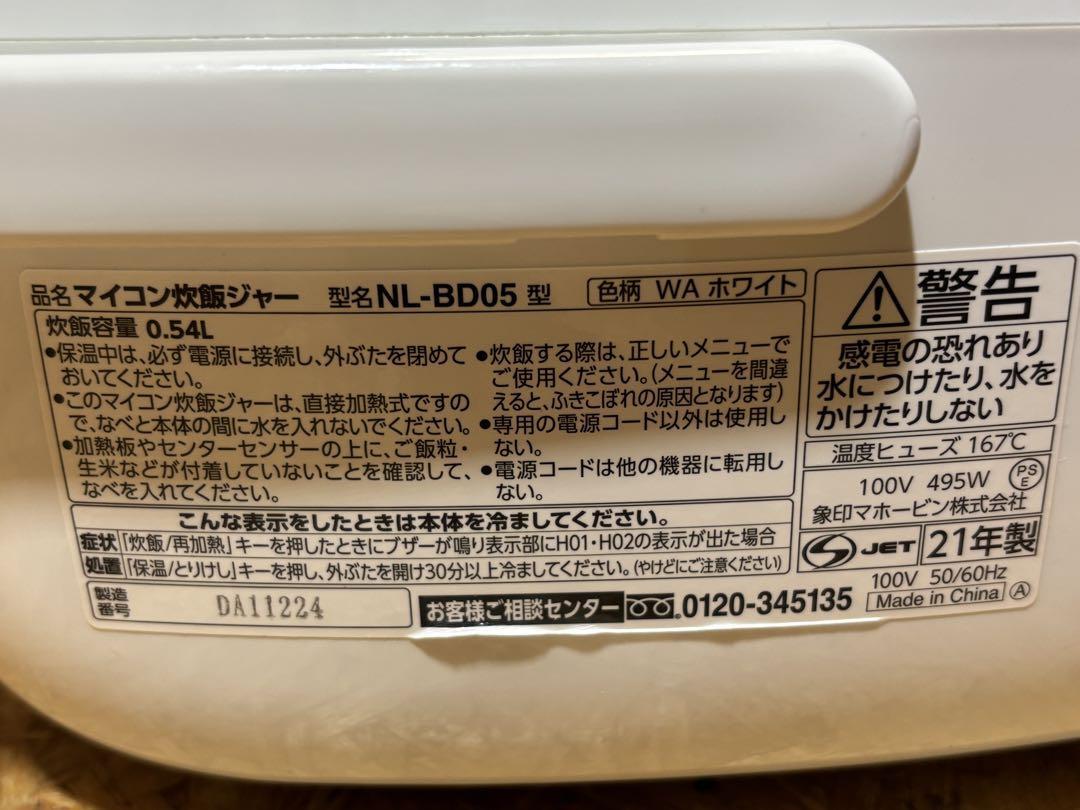 品名 マイコン炊飯ジャー 型名 NL-BD05 型 色柄 WA ホワイト
炊飯容量 0.54L
●保温中は、必ず電源に接続し、外ぶたを閉めて
おいてください。
●このマイコン炊飯ジャーは、直接加熱式ですの
で、なべと本体の間に水を入れないでください。
●加熱板やセンターセンサーの上に、ご飯粒・
生米などが付着していないことを確認して、
なべを入れてください。
●炊飯する際は、正しいメニューで
ご使用ください。(メニューを間違
えると、ふきこぼれの原因となります)
●専用の電源コード以外は使用し
ない。
●電源コードは他の機器に転用し
ない。
こんな表示をしたときは本体を冷ましてください。
症状 「炊飯/再加熱」キーを押したときにブザーが鳴り表示部にH01・H02の表示が出た場合
処置 「保温/とりけし」キーを押し、外ぶたを開け30分以上冷ましてください。(やけどにご注意ください)
製造
番号 DA11224
お客様ご相談センター 0120-345135
警告
感電の恐れあり
水につけたり、水を
かけたりしない
温度ヒューズ 167℃
100V 495W PSE
象印マホービン株式会社
JET 21年製
100V 50/60Hz
Made in China A